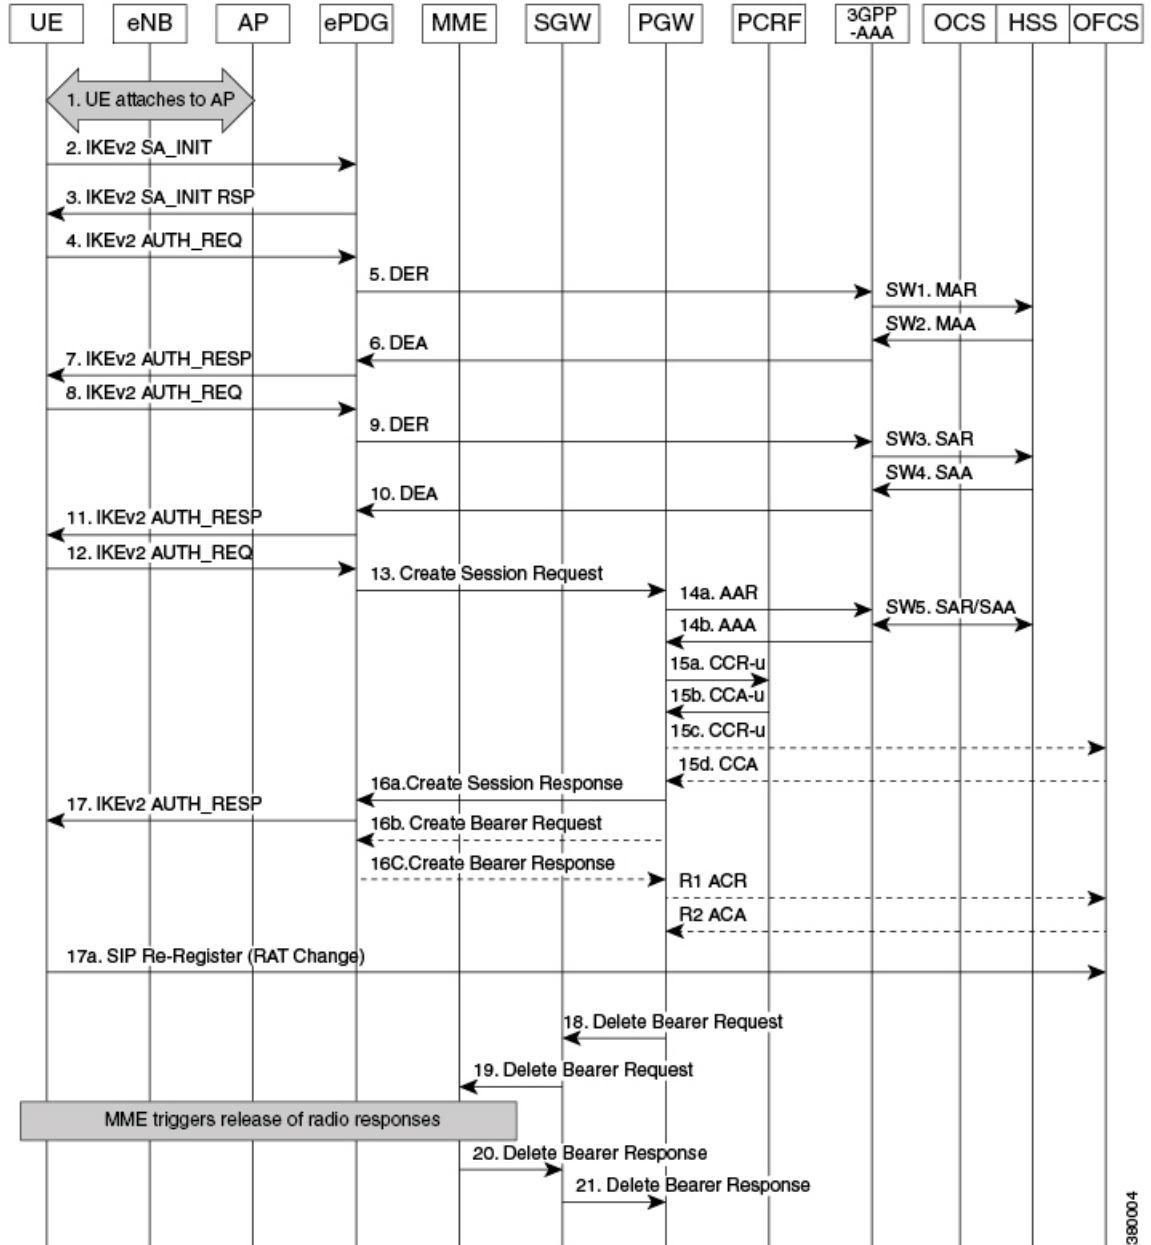 UE eNB AP ePDG MME SGW PGW PCRF 3GPP OCS HSS OFCS
-AAA
1. UE attaches to AP
2. IKEv2 SA_INIT
3. IKEv2 SA_INIT RSP
4. IKEv2 AUTH_REQ
5. DER
SW1. MAR
SW2. MAA
6. DEA
7. IKEv2 AUTH_RESP
8. IKEv2 AUTH_REQ
9. DER
SW3. SAR
SW4. SAA
10. DEA
11. IKEv2 AUTH_RESP
12. IKEv2 AUTH_REQ
13. Create Session Request
14a. AAR
SW5. SAR/SAA
14b. AAA
15a. CCR-u
15b. CCA-u
15c. CCR-u
15d. CCA
16a.Create Session Response
17. IKEv2 AUTH_RESP
16b. Create Bearer Request
16C.Create Bearer Response
R1 ACR
R2 ACA
17a. SIP Re-Register (RAT Change)
18. Delete Bearer Request
19. Delete Bearer Request
MME triggers release of radio responses
20. Delete Bearer Response
21. Delete Bearer Response
380004